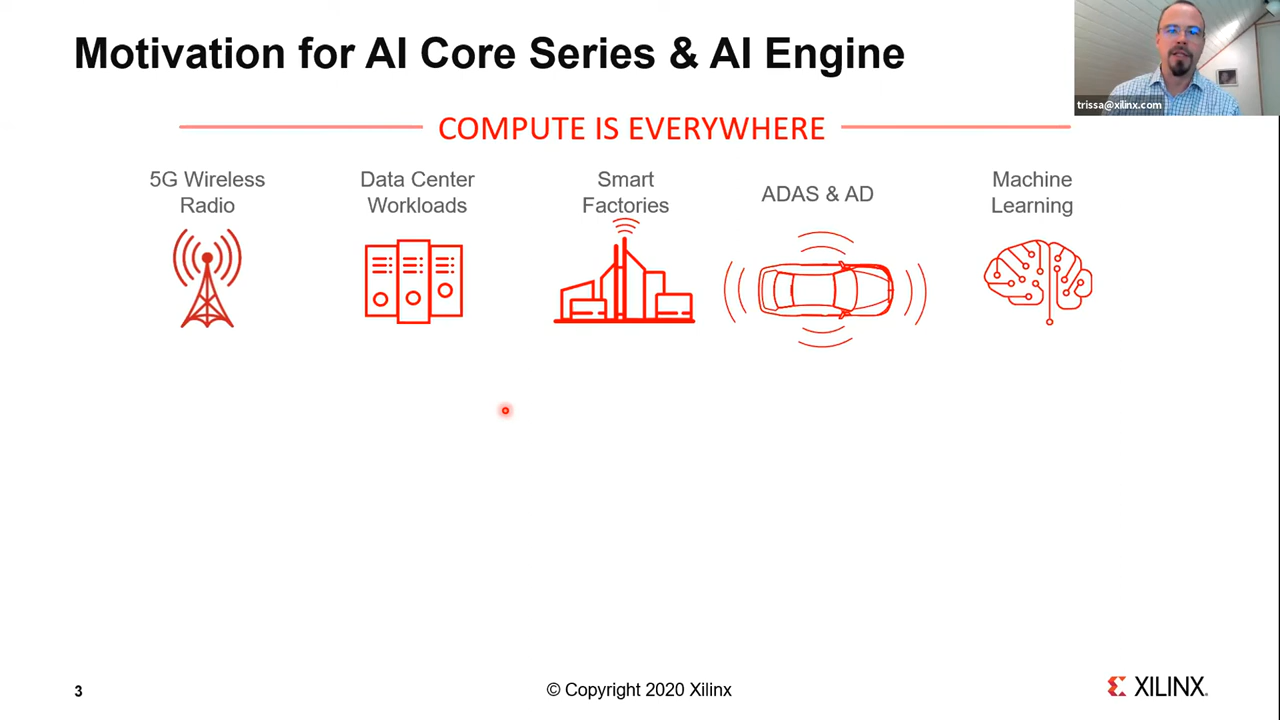 Motivation for AI Core Series & AI Engine
trissa@xilinx.com
COMPUTE IS EVERYWHERE
5G Wireless
Radio
Data Center
Workloads
Smart
Factories
ADAS & AD
Machine
Learning
3
© Copyright 2020 Xilinx
XILINX